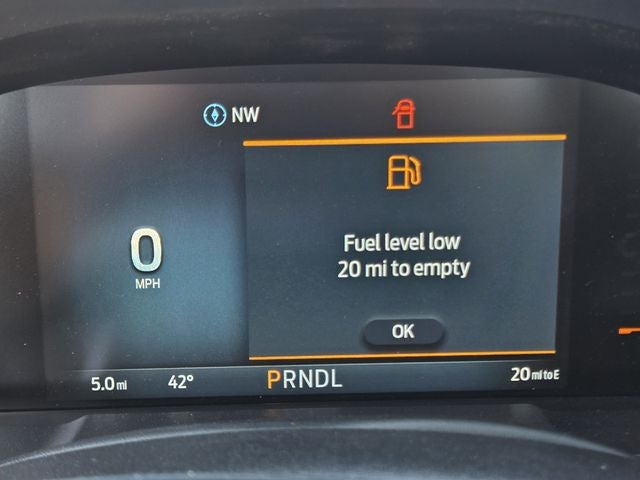 NW
0
MPH
Fuel level low
20 mi to empty
OK
5.0 mi 42° PRNDL 20 mi to E